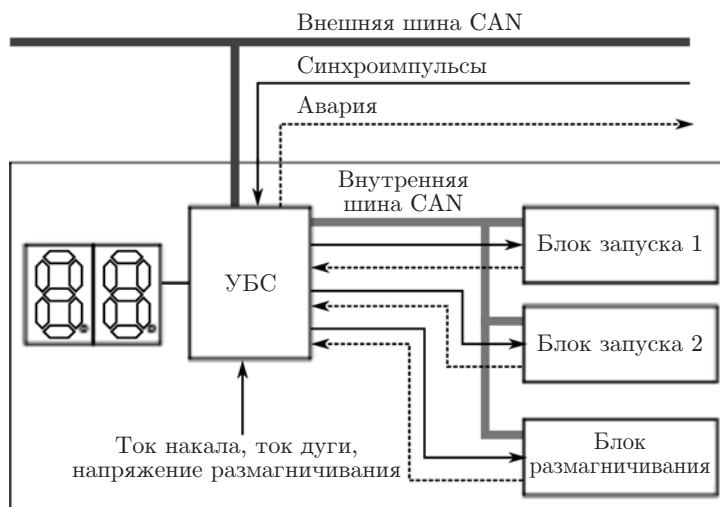 Внешняя шина CAN
Синхроимпульсы
Авария
Внутренняя
шина CAN
Блок запуска 1
УБС
Блок запуска 2
Ток накала, ток дуги,
напряжение размагничивания
Блок
размагничивания